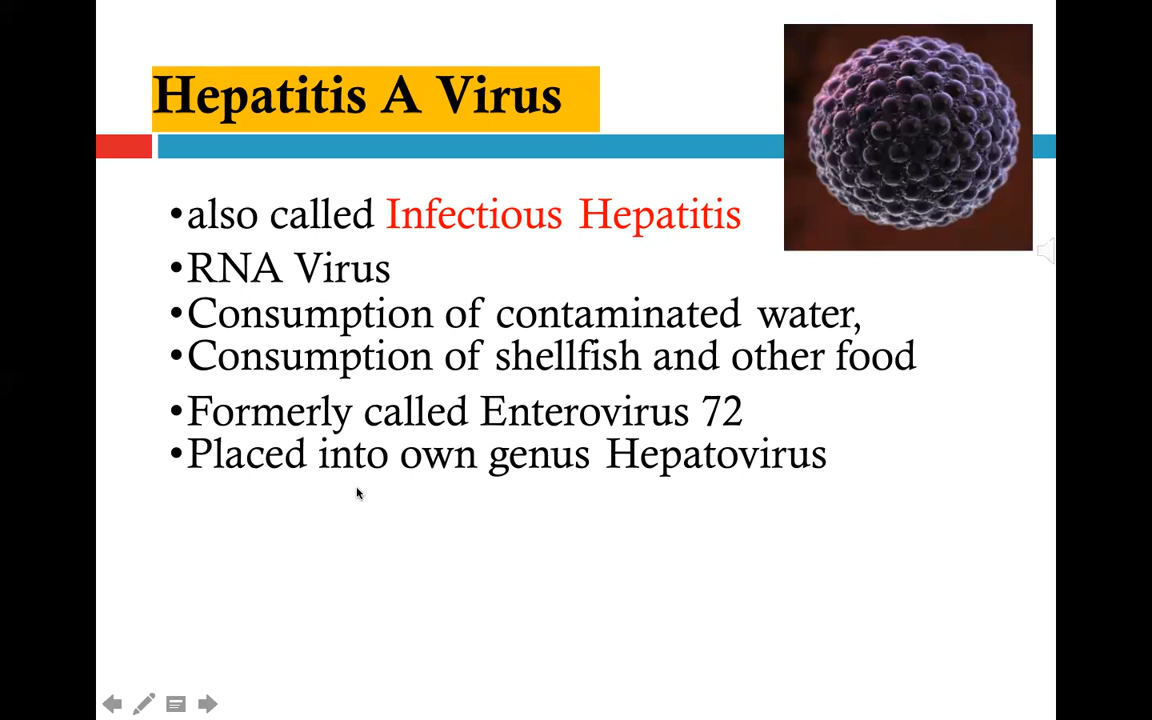 Hepatitis A Virus
•also called Infectious Hepatitis
•RNA Virus
•Consumption of contaminated water,
•Consumption of shellfish and other food
•Formerly called Enterovirus 72
•Placed into own genus Hepatovirus